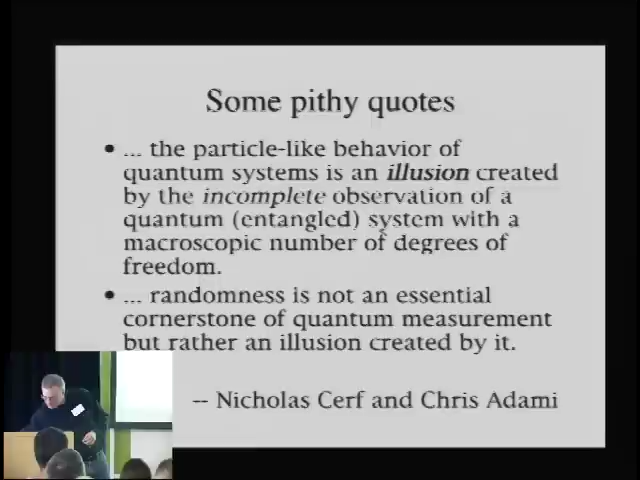 Some pithy quotes
• ... the particle-like behavior of
quantum systems is an illusion created
by the incomplete observation of a
quantum (entangled) system with a
macroscopic number of degrees of
freedom.
• ... randomness is not an essential
cornerstone of quantum measurement
but rather an illusion created by it.
-- Nicholas Cerf and Chris Adami